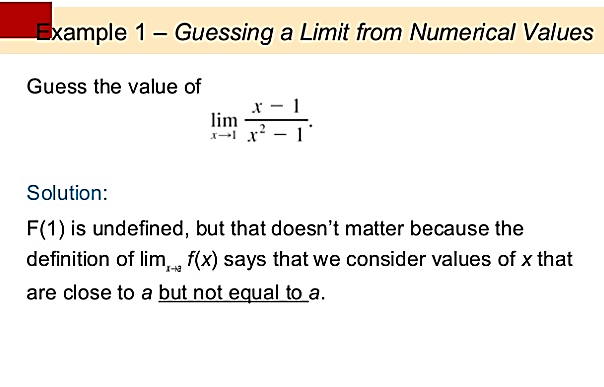 Example 1 – Guessing a Limit from Numerical Values
Guess the value of
lim x→1 (x − 1)/(x² − 1).
Solution:
F(1) is undefined, but that doesn’t matter because the
definition of lim x→a f(x) says that we consider values of x that
are close to a but not equal to a.